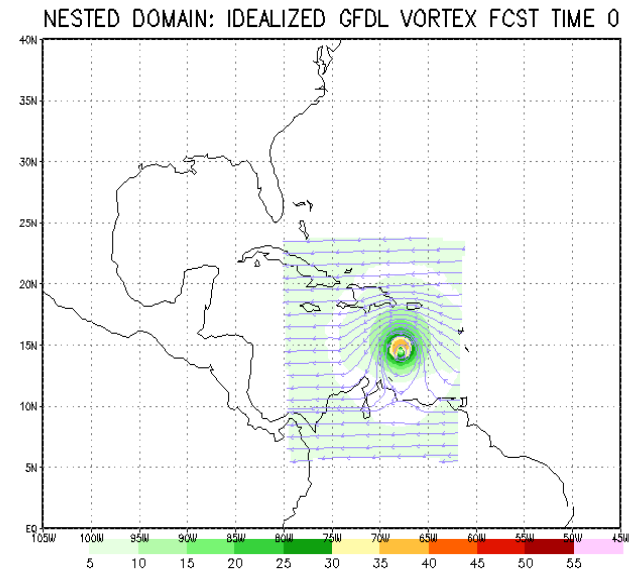 NESTED DOMAIN: IDEALIZED GFDL VORTEX FCST TIME 0
40N
35N
30N
25N
20N
15N
10N
5N
EQ
105W 100W 95W 90W 85W 80W 75W 70W 65W 60W 55W 50W 45W
5 10 15 20 25 30 35 40 45 50 55